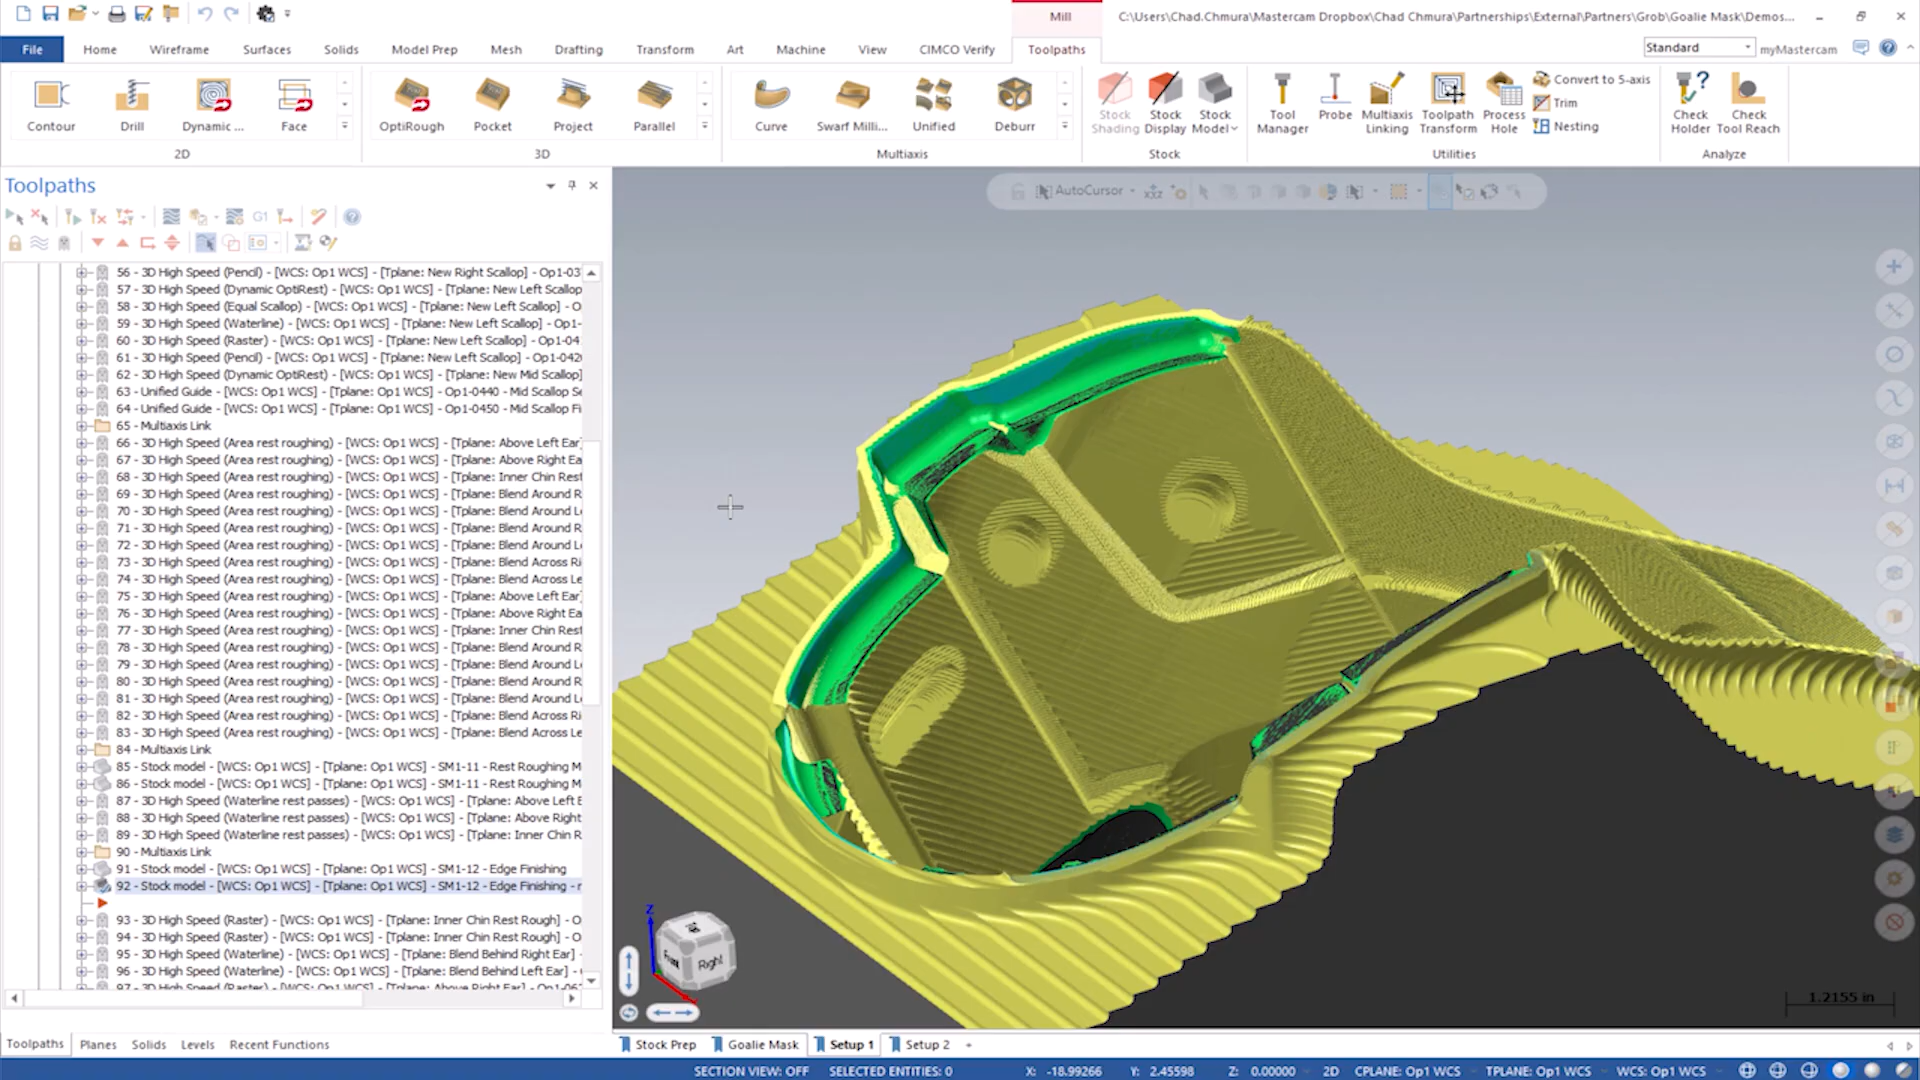 Mill
C:\Users\Chad.Chmura\Mastercam Dropbox\Chad Chmura\Partnerships\External\Partners\Grob\Goalie Mask\Demos...
File Home Wireframe Surfaces Solids Model Prep Mesh Drafting Transform Art Machine View CIMCO Verify Toolpaths
Standard myMastercam
Contour Drill Dynamic ... Face
OptiRough Pocket Project Parallel
Curve Swarf Milli... Unified Deburr
Stock Shading Stock Display Stock Model
Tool Manager Probe Multiaxis Linking Toolpath Transform Process Hole
Convert to 5-axis
Trim
Nesting
Check Holder Check Tool Reach
2D 3D Multiaxis Stock Utilities Analyze
Toolpaths
AutoCursor
G1
56 - 3D High Speed (Pencil) - [WCS: Op1 WCS] - [Tplane: New Right Scallop] - Op1-03
57 - 3D High Speed (Dynamic OptiRest) - [WCS: Op1 WCS] - [Tplane: New Left Scallop
58 - 3D High Speed (Equal Scallop) - [WCS: Op1 WCS] - [Tplane: New Left Scallop] - O
59 - 3D High Speed (Waterline) - [WCS: Op1 WCS] - [Tplane: New Left Scallop] - Op1-
60 - 3D High Speed (Raster) - [WCS: Op1 WCS] - [Tplane: New Left Scallop] - Op1-04
61 - 3D High Speed (Pencil) - [WCS: Op1 WCS] - [Tplane: New Left Scallop] - Op1-042
62 - 3D High Speed (Dynamic OptiRest) - [WCS: Op1 WCS] - [Tplane: New Mid Scallop]
63 - Unified Guide - [WCS: Op1 WCS] - [Tplane: Op1-0440 - Mid Scallop Se
64 - Unified Guide - [WCS: Op1 WCS] - [Tplane: Op1-0450 - Mid Scallop Fi
65 - Multiaxis Link
66 - 3D High Speed (Area rest roughing) - [WCS: Op1 WCS] - [Tplane: Above Left Ear]
67 - 3D High Speed (Area rest roughing) - [WCS: Op1 WCS] - [Tplane: Above Right Ea
68 - 3D High Speed (Area rest roughing) - [WCS: Op1 WCS] - [Tplane: Inner Chin Rest
69 - 3D High Speed (Area rest roughing) - [WCS: Op1 WCS] - [Tplane: Blend Around R
70 - 3D High Speed (Area rest roughing) - [WCS: Op1 WCS] - [Tplane: Blend Around L
71 - 3D High Speed (Area rest roughing) - [WCS: Op1 WCS] - [Tplane: Blend Around R
72 - 3D High Speed (Area rest roughing) - [WCS: Op1 WCS] - [Tplane: Blend Around L
73 - 3D High Speed (Area rest roughing) - [WCS: Op1 WCS] - [Tplane: Blend Across Ri
74 - 3D High Speed (Area rest roughing) - [WCS: Op1 WCS] - [Tplane: Blend Across Le
75 - 3D High Speed (Area rest roughing) - [WCS: Op1 WCS] - [Tplane: Above Left Ear]
76 - 3D High Speed (Area rest roughing) - [WCS: Op1 WCS] - [Tplane: Above Right Ear
77 - 3D High Speed (Area rest roughing) - [WCS: Op1 WCS] - [Tplane: Inner Chin Rest
78 - 3D High Speed (Area rest roughing) - [WCS: Op1 WCS] - [Tplane: Blend Around R
79 - 3D High Speed (Area rest roughing) - [WCS: Op1 WCS] - [Tplane: Blend Around L
80 - 3D High Speed (Area rest roughing) - [WCS: Op1 WCS] - [Tplane: Blend Around R
81 - 3D High Speed (Area rest roughing) - [WCS: Op1 WCS] - [Tplane: Blend Around L
82 - 3D High Speed (Area rest roughing) - [WCS: Op1 WCS] - [Tplane: Blend Across Ri
83 - 3D High Speed (Area rest roughing) - [WCS: Op1 WCS] - [Tplane: Blend Across Le
84 - Multiaxis Link
85 - Stock model - [WCS: Op1 WCS] - [Tplane: Op1 WCS] - SM1-11 - Rest Roughing M
86 - Stock model - [WCS: Op1 WCS] - [Tplane: Op1 WCS] - SM1-11 - Rest Roughing M
87 - 3D High Speed (Waterline rest passes) - [WCS: Op1 WCS] - [Tplane: Above Left E
88 - 3D High Speed (Waterline rest passes) - [WCS: Op1 WCS] - [Tplane: Above Right
89 - 3D High Speed (Waterline rest passes) - [WCS: Op1 WCS] - [Tplane: Inner Chin R
90 - Multiaxis Link
91 - Stock model - [WCS: Op1 WCS] - [Tplane: Op1 WCS] - SM1-12 - Edge Finishing
92 - Stock model - [WCS: Op1 WCS] - [Tplane: Op1 WCS] - SM1-12 - Edge Finishing - r
93 - 3D High Speed (Raster) - [WCS: Op1 WCS] - [Tplane: Inner Chin Rest Rough] - O
94 - 3D High Speed (Raster) - [WCS: Op1 WCS] - [Tplane: Inner Chin Rest Rough] - O
95 - 3D High Speed (Waterline) - [WCS: Op1 WCS] - [Tplane: Blend Behind Right Ear] -
96 - 3D High Speed (Waterline) - [WCS: Op1 WCS] - [Tplane: Blend Behind Left Ear] -
97 - 3D High Speed (Raster) - [WCS: Op1 WCS] - [Tplane: Above Right Ear] - Op1-06
Z
Front Right
1.2155 in
Toolpaths Planes Solids Levels Recent Functions
Stock Prep Goalie Mask Setup 1 Setup 2 +
SECTION VIEW: OFF SELECTED ENTITIES: 0 X: -18.99266 Y: 2.45598 Z: 0.00000 2D CPLANE: Op1 WCS TPLANE: Op1 WCS WCS: Op1 WCS